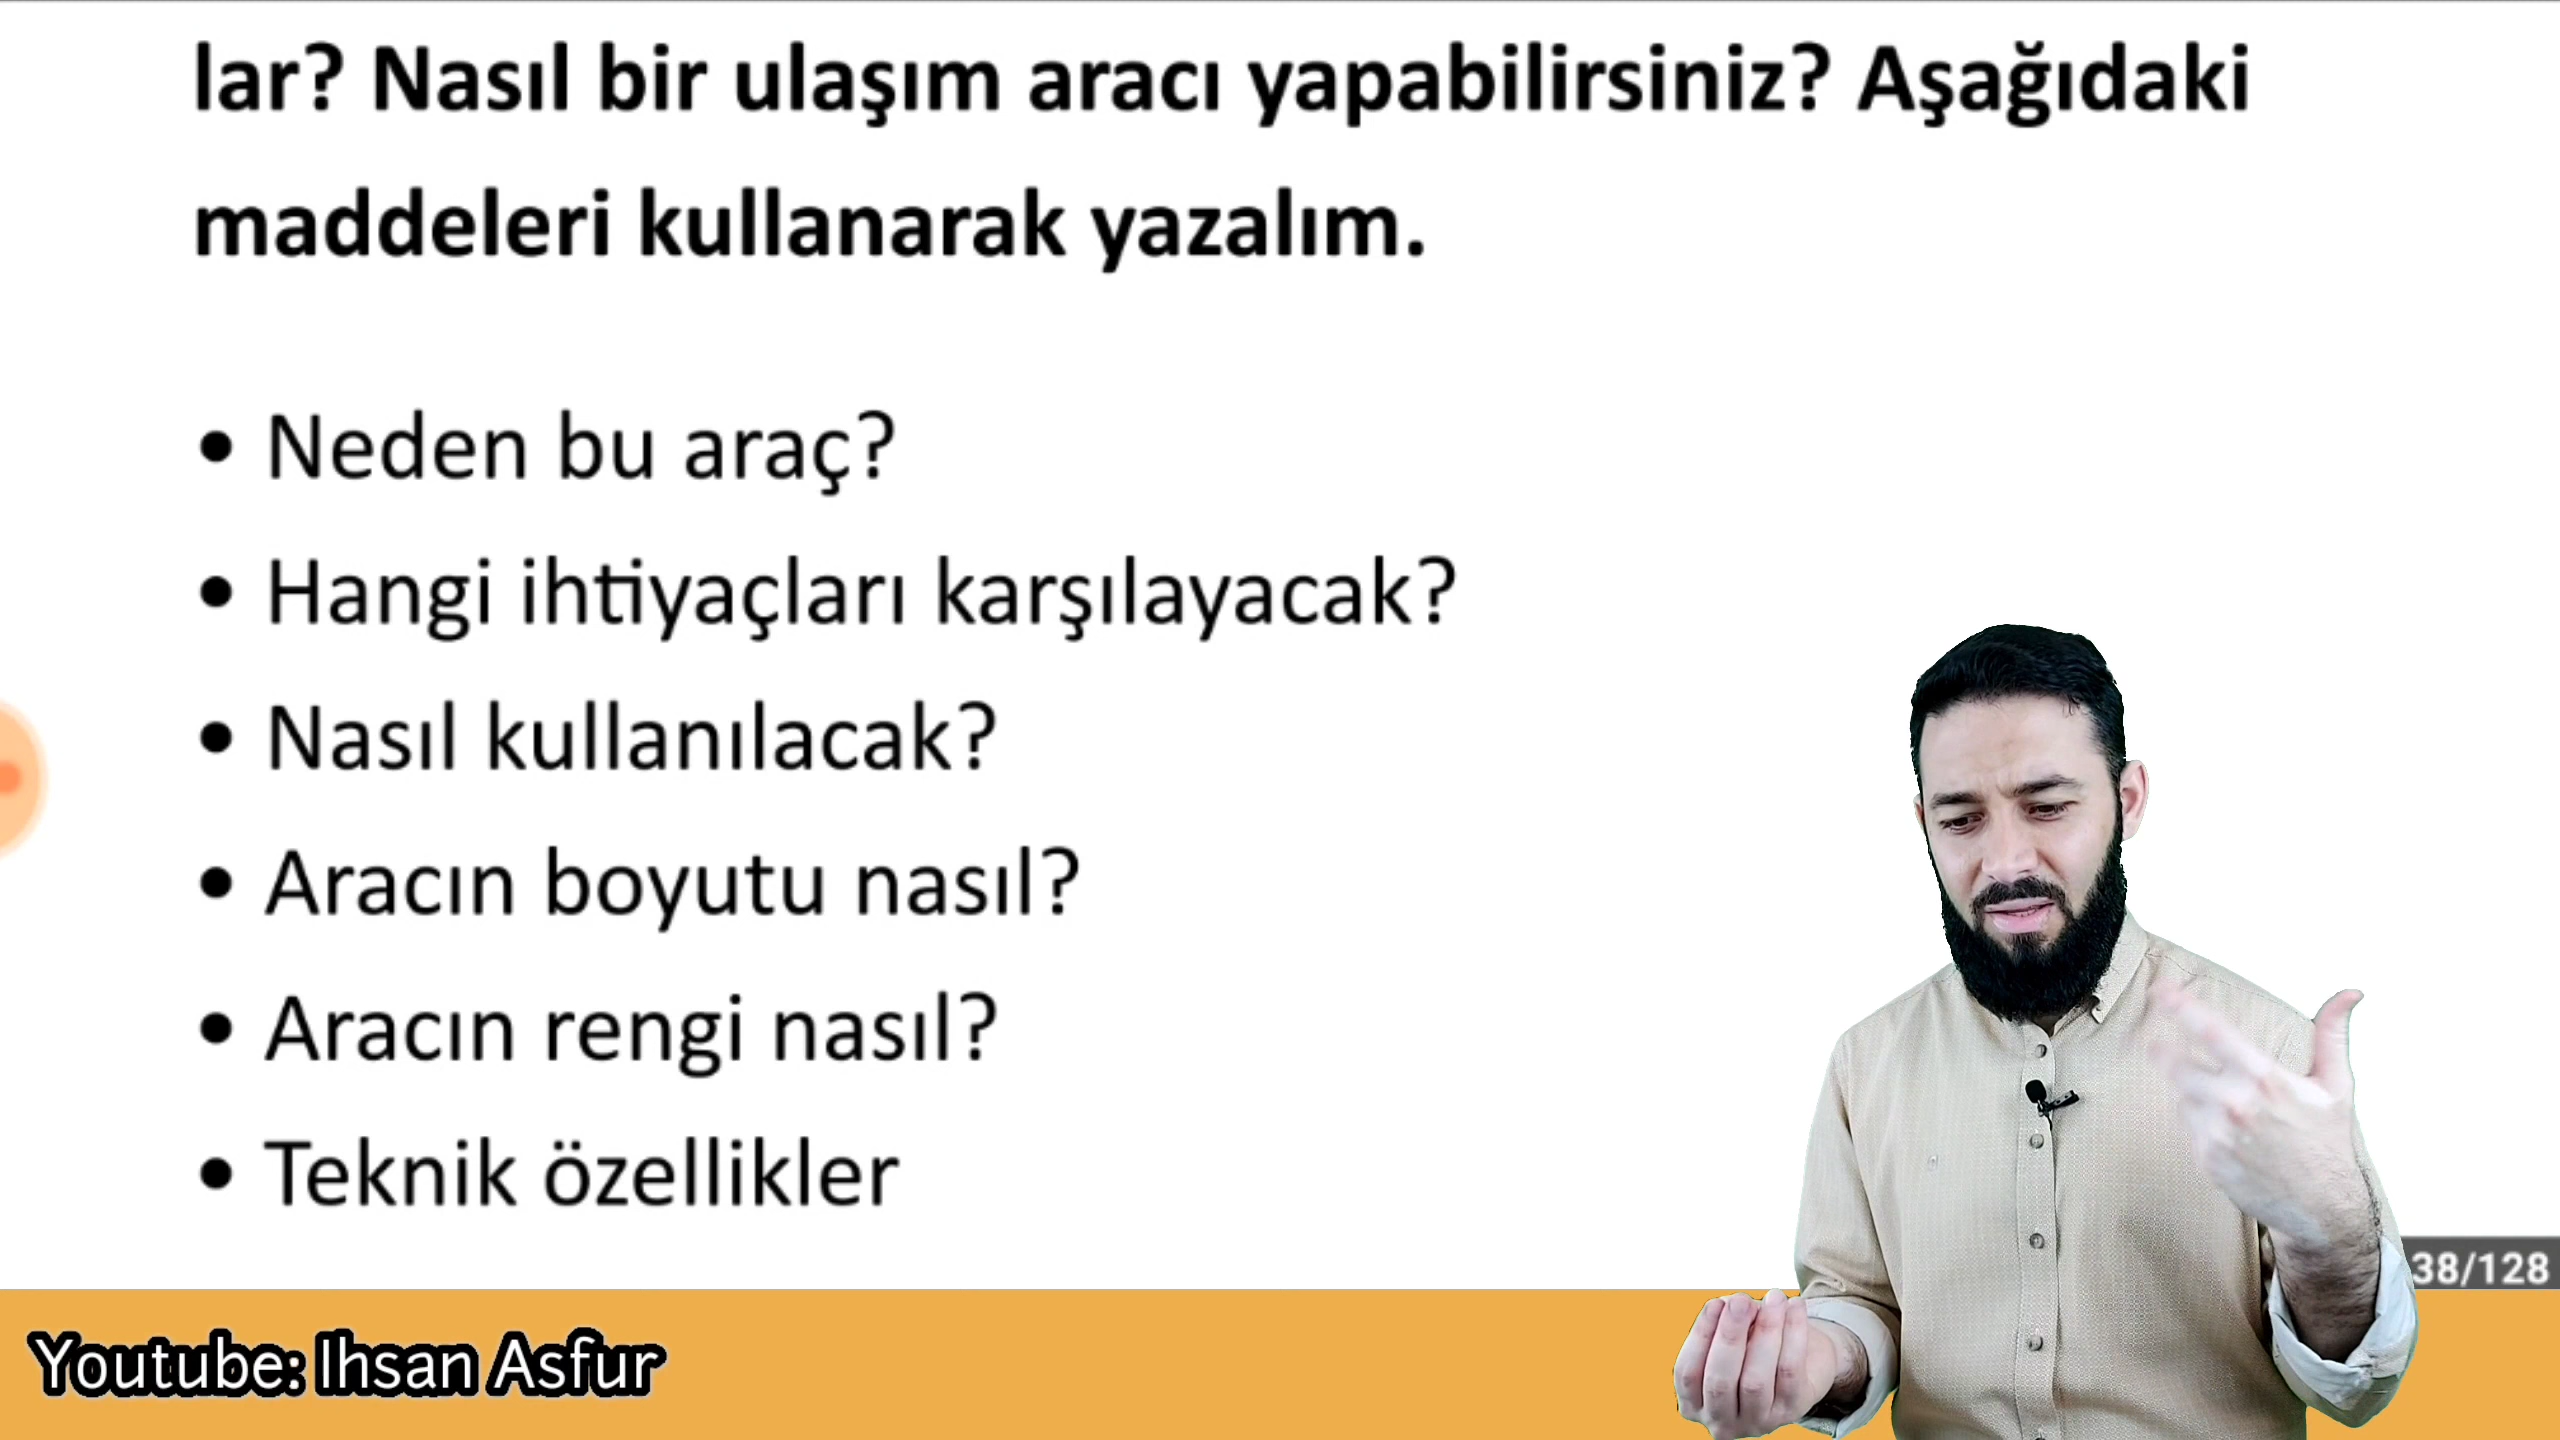 lar? Nasıl bir ulaşım aracı yapabilirsiniz? Aşağıdaki
maddeleri kullanarak yazalım.
• Neden bu araç?
• Hangi ihtiyaçları karşılayacak?
• Nasıl kullanılacak?
• Aracın boyutu nasıl?
• Aracın rengi nasıl?
• Teknik özellikler
38/128
Youtube: Ihsan Asfur